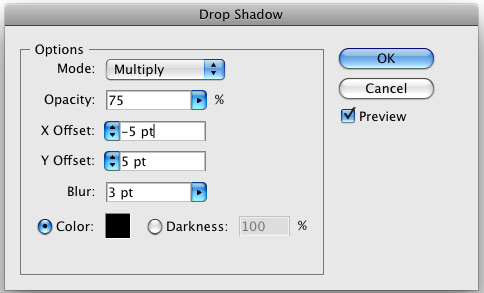 Drop Shadow
Options
Mode: Multiply
Opacity: 75 %
X Offset: -5 pt
Y Offset: 5 pt
Blur: 3 pt
Color: Darkness: 100 %
OK
Cancel
Preview